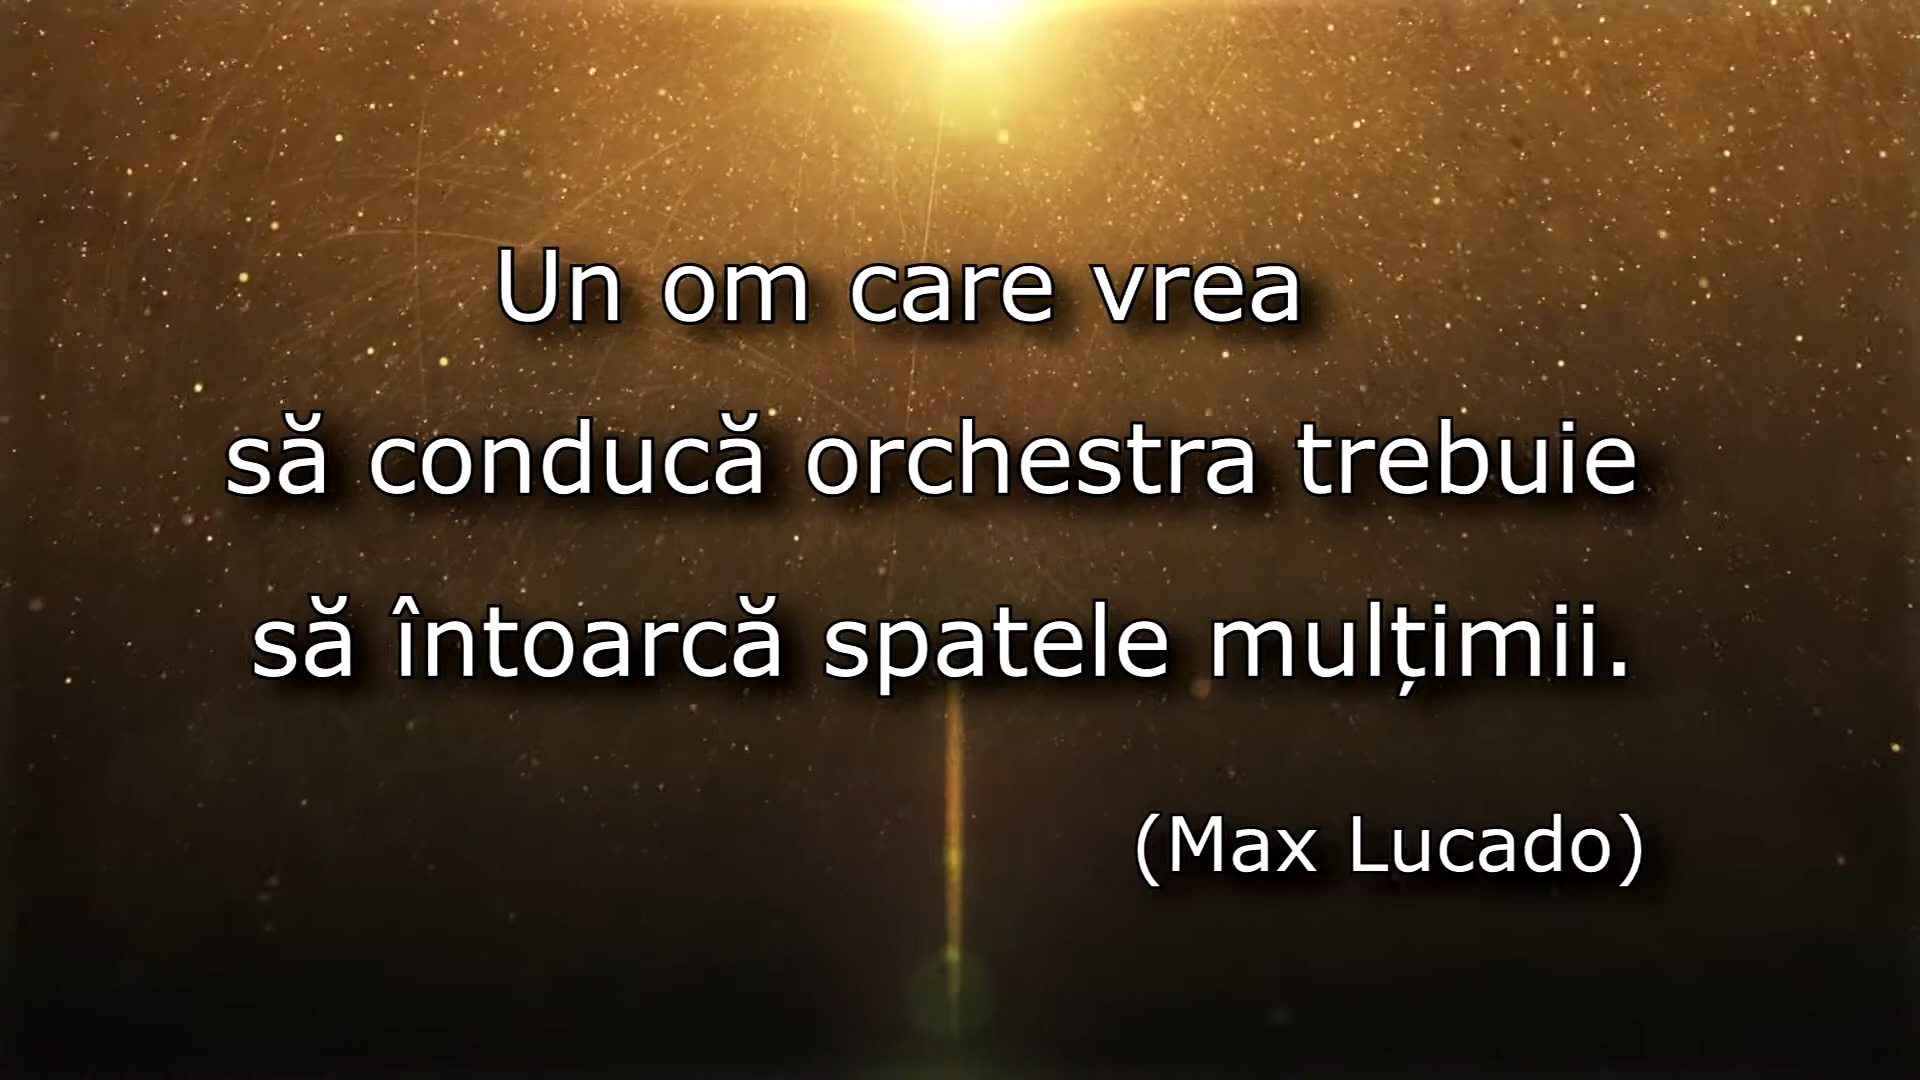 Un om care vrea
să conducă orchestra trebuie
să întoarcă spatele mulțimii.
(Max Lucado)